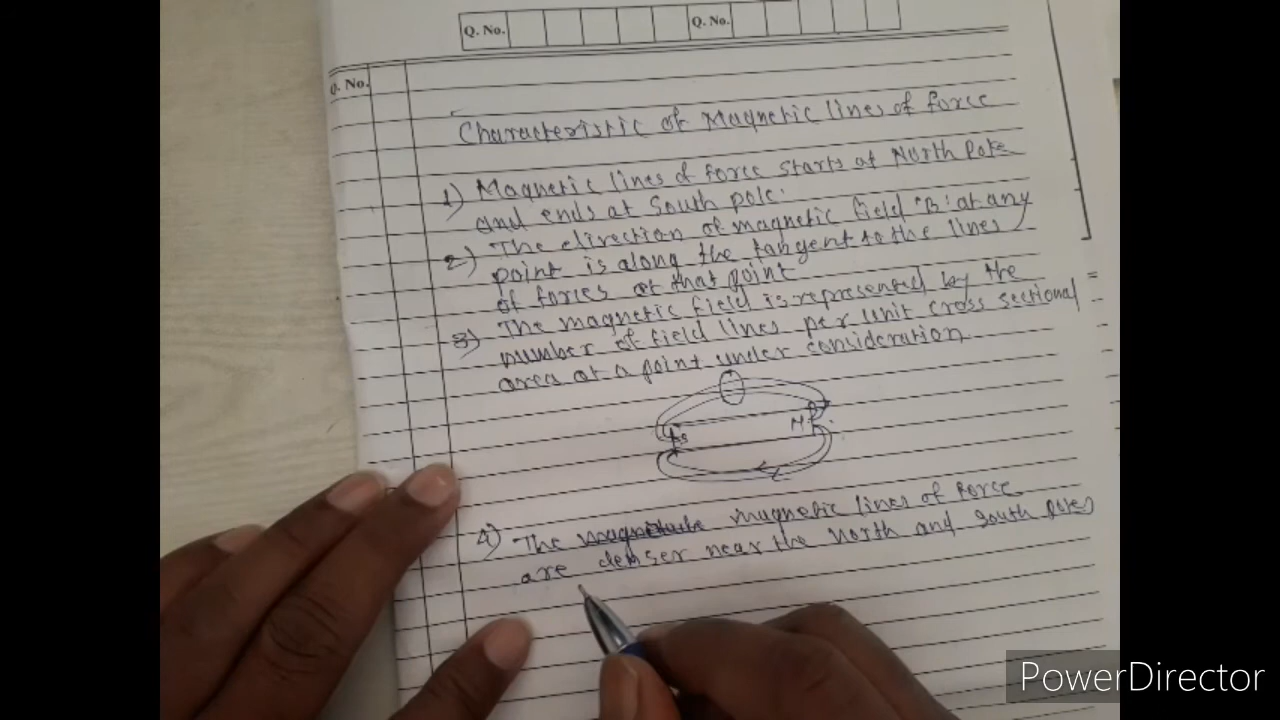 Q. No. Q. No.
Q. No.
Characteristic of Magnetic lines of force
1) Magnetic lines of force starts at North Pole
and ends at south pole.
2) The direction of magnetic field 'B' at any
point is along the tangent to the lines
of forces at that point
3) The magnetic field is represented by the
number of field lines per unit cross sectional
area at a point under consideration
S N
4) The magnetic lines of force
are denser near the north and south poles
PowerDirector